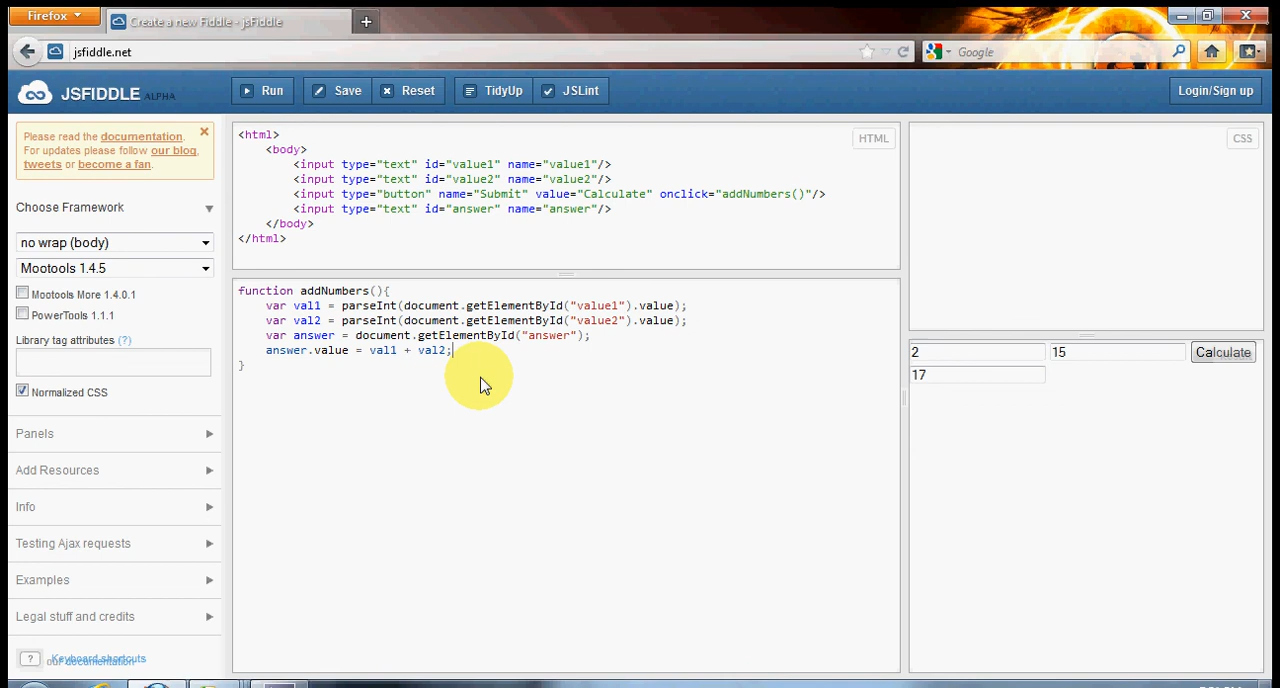 Firefox
Create a new Fiddle - jsFiddle
jsfiddle.net
Google
JSFIDDLE ALPHA
Run
Save
Reset
TidyUp
JSLint
Login/Sign up
Please read the documentation.
For updates please follow our blog,
tweets or become a fan.
Choose Framework
no wrap (body)
Mootools 1.4.5
Mootools More 1.4.0.1
PowerTools 1.1.1
Library tag attributes (?)
Normalized CSS
Panels
Add Resources
Info
Testing Ajax requests
Examples
Legal stuff and credits
?
Keyboard shortcuts
our documentation
HTML
<html>
<body>
<input type="text" id="value1" name="value1"/>
<input type="text" id="value2" name="value2"/>
<input type="button" name="Submit" value="Calculate" onclick="addNumbers()"/>
<input type="text" id="answer" name="answer"/>
</body>
</html>
function addNumbers(){
var val1 = parseInt(document.getElementById("value1").value);
var val2 = parseInt(document.getElementById("value2").value);
var answer = document.getElementById("answer");
answer.value = val1 + val2;
}
CSS
2
15
Calculate
17